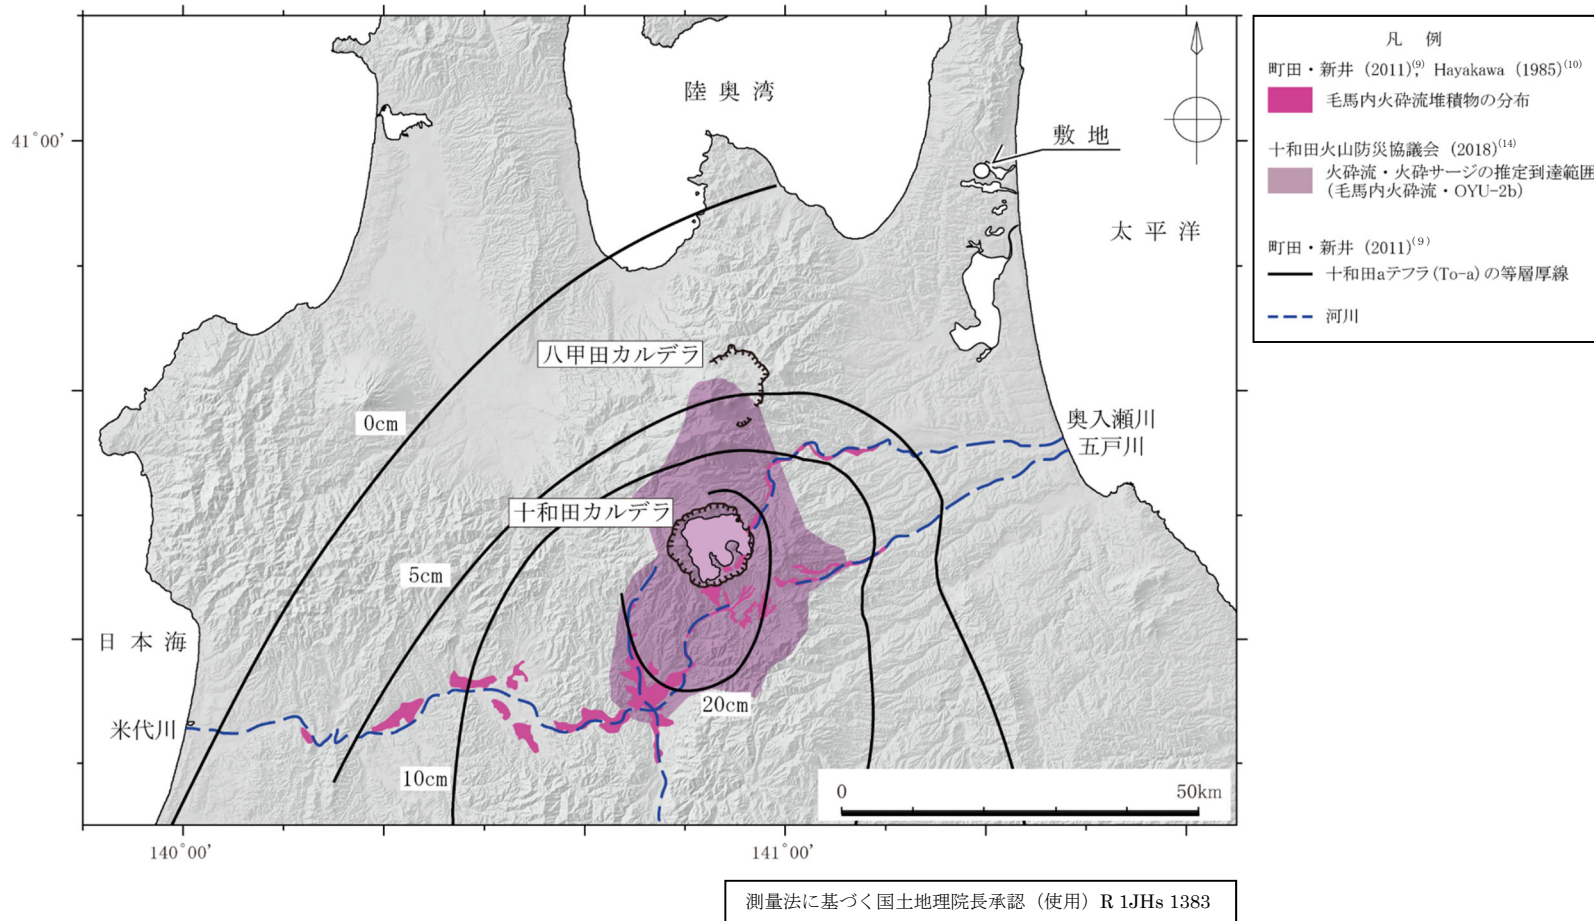 陸奥湾
41°00'
敷地
太平洋
八甲田カルデラ
0cm
奥入瀬川
五戸川
十和田カルデラ
5cm
日本海
20cm
米代川
10cm
0 50km
140°00' 141°00'
凡 例
町田・新井 (2011)(9), Hayakawa (1985)(10)
毛馬内火砕流堆積物の分布
十和田火山防災協議会 (2018)(14)
火砕流・火砕サージの推定到達範囲
(毛馬内火砕流・OYU-2b)
町田・新井 (2011)(9)
十和田aテフラ(To-a)の等層厚線
河川
測量法に基づく国土地理院長承認（使用）R 1JHs 1383